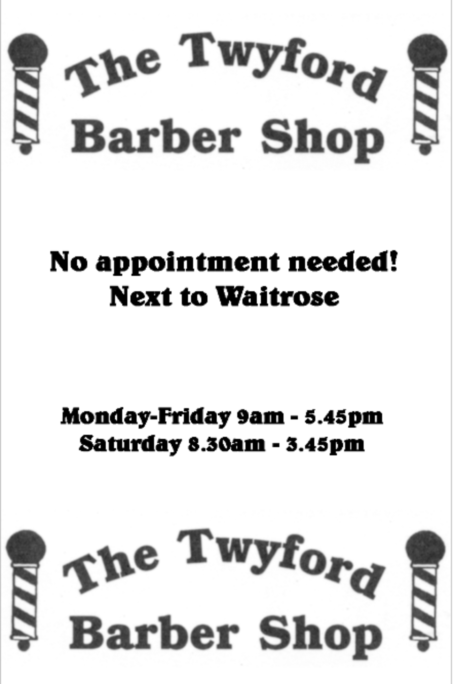 The Twyford
Barber Shop
No appointment needed!
Next to Waitrose
Monday-Friday 9am - 5.45pm
Saturday 8.30am - 3.45pm
The Twyford
Barber Shop